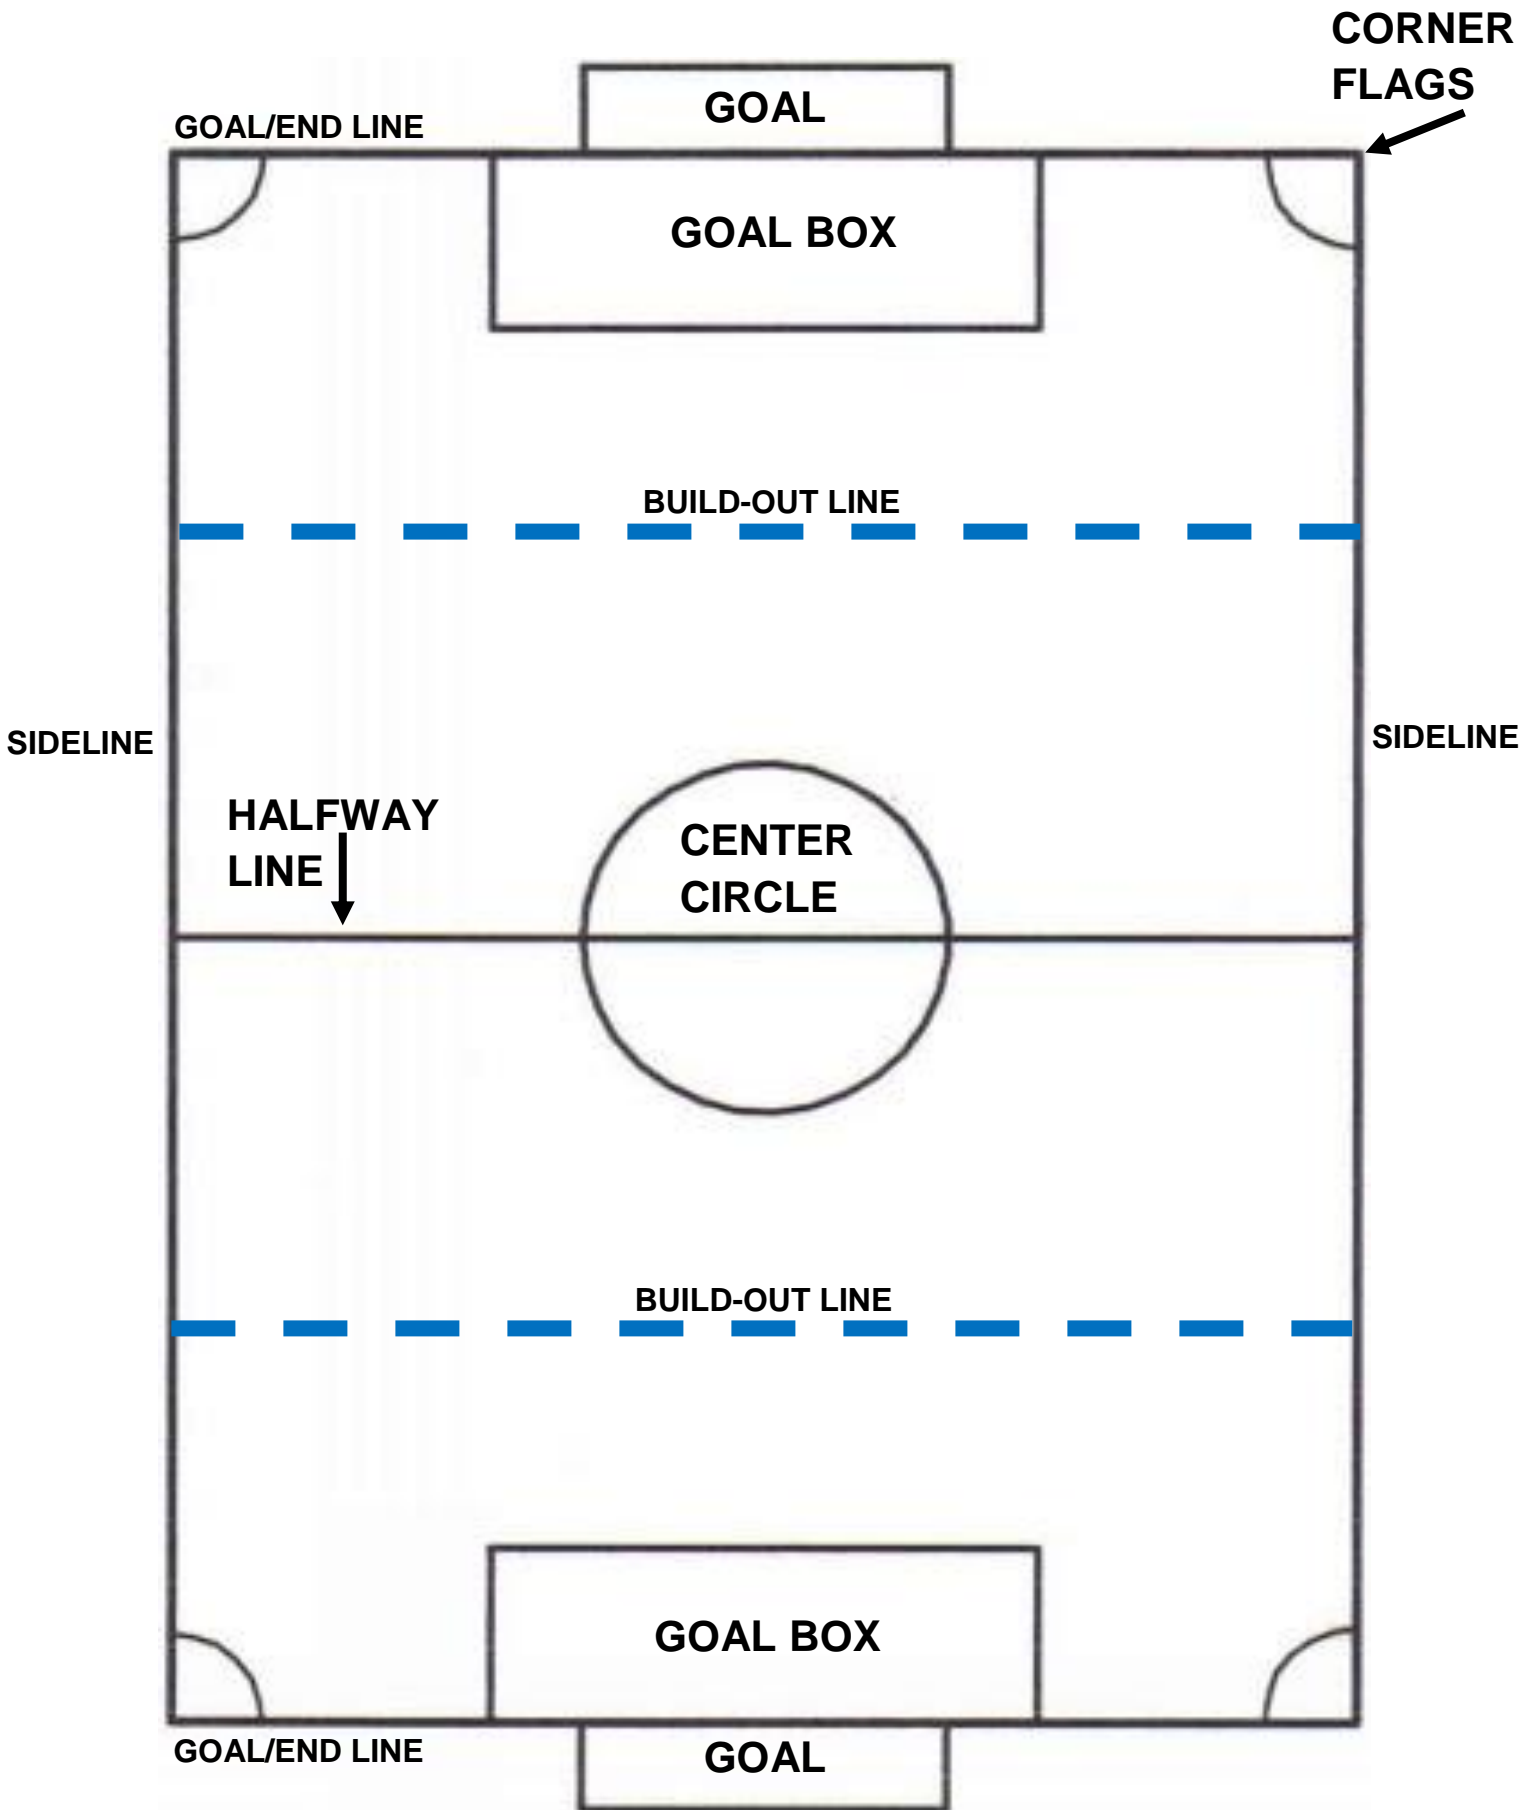 CORNER
FLAGS
GOAL
GOAL/END LINE
GOAL BOX
BUILD-OUT LINE
SIDELINE
SIDELINE
HALFWAY
LINE
CENTER
CIRCLE
BUILD-OUT LINE
GOAL BOX
GOAL/END LINE
GOAL